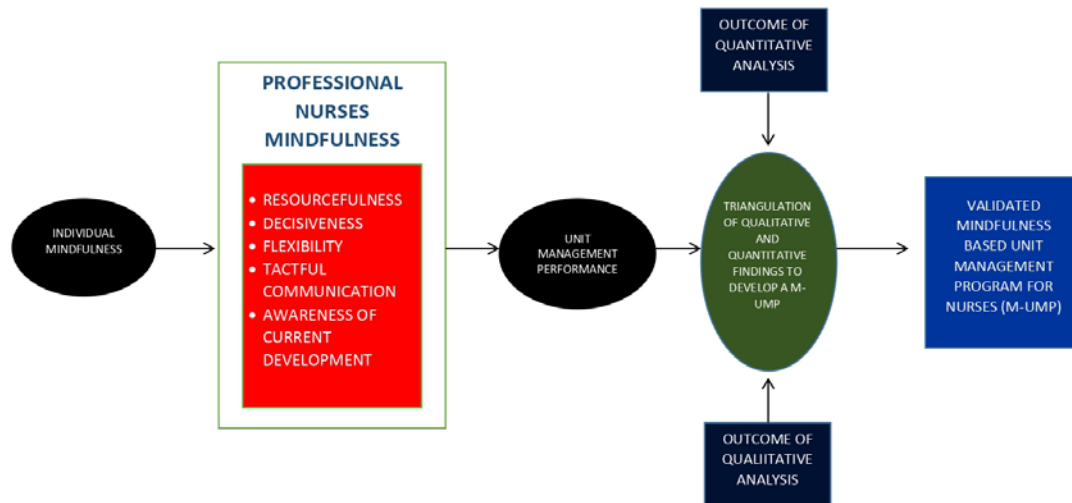 OUTCOME OF
QUANTITATIVE
ANALYSIS
PROFESSIONAL
NURSES
MINDFULNESS
• RESOURCEFULNESS
• DECISIVENESS
• FLEXIBILITY
• TACTFUL
COMMUNICATION
• AWARENESS OF
CURRENT
DEVELOPMENT
INDIVIDUAL
MINDFULNESS
UNIT
MANAGEMENT
PERFORMANCE
TRIANGULATION
OF QUALITATIVE
AND
QUANTITATIVE
FINDINGS TO
DEVELOP A M-
UMP
VALIDATED
MINDFULNESS
BASED UNIT
MANAGEMENT
PROGRAM FOR
NURSES (M-UMP)
OUTCOME OF
QUALIITATIVE
ANALYSIS